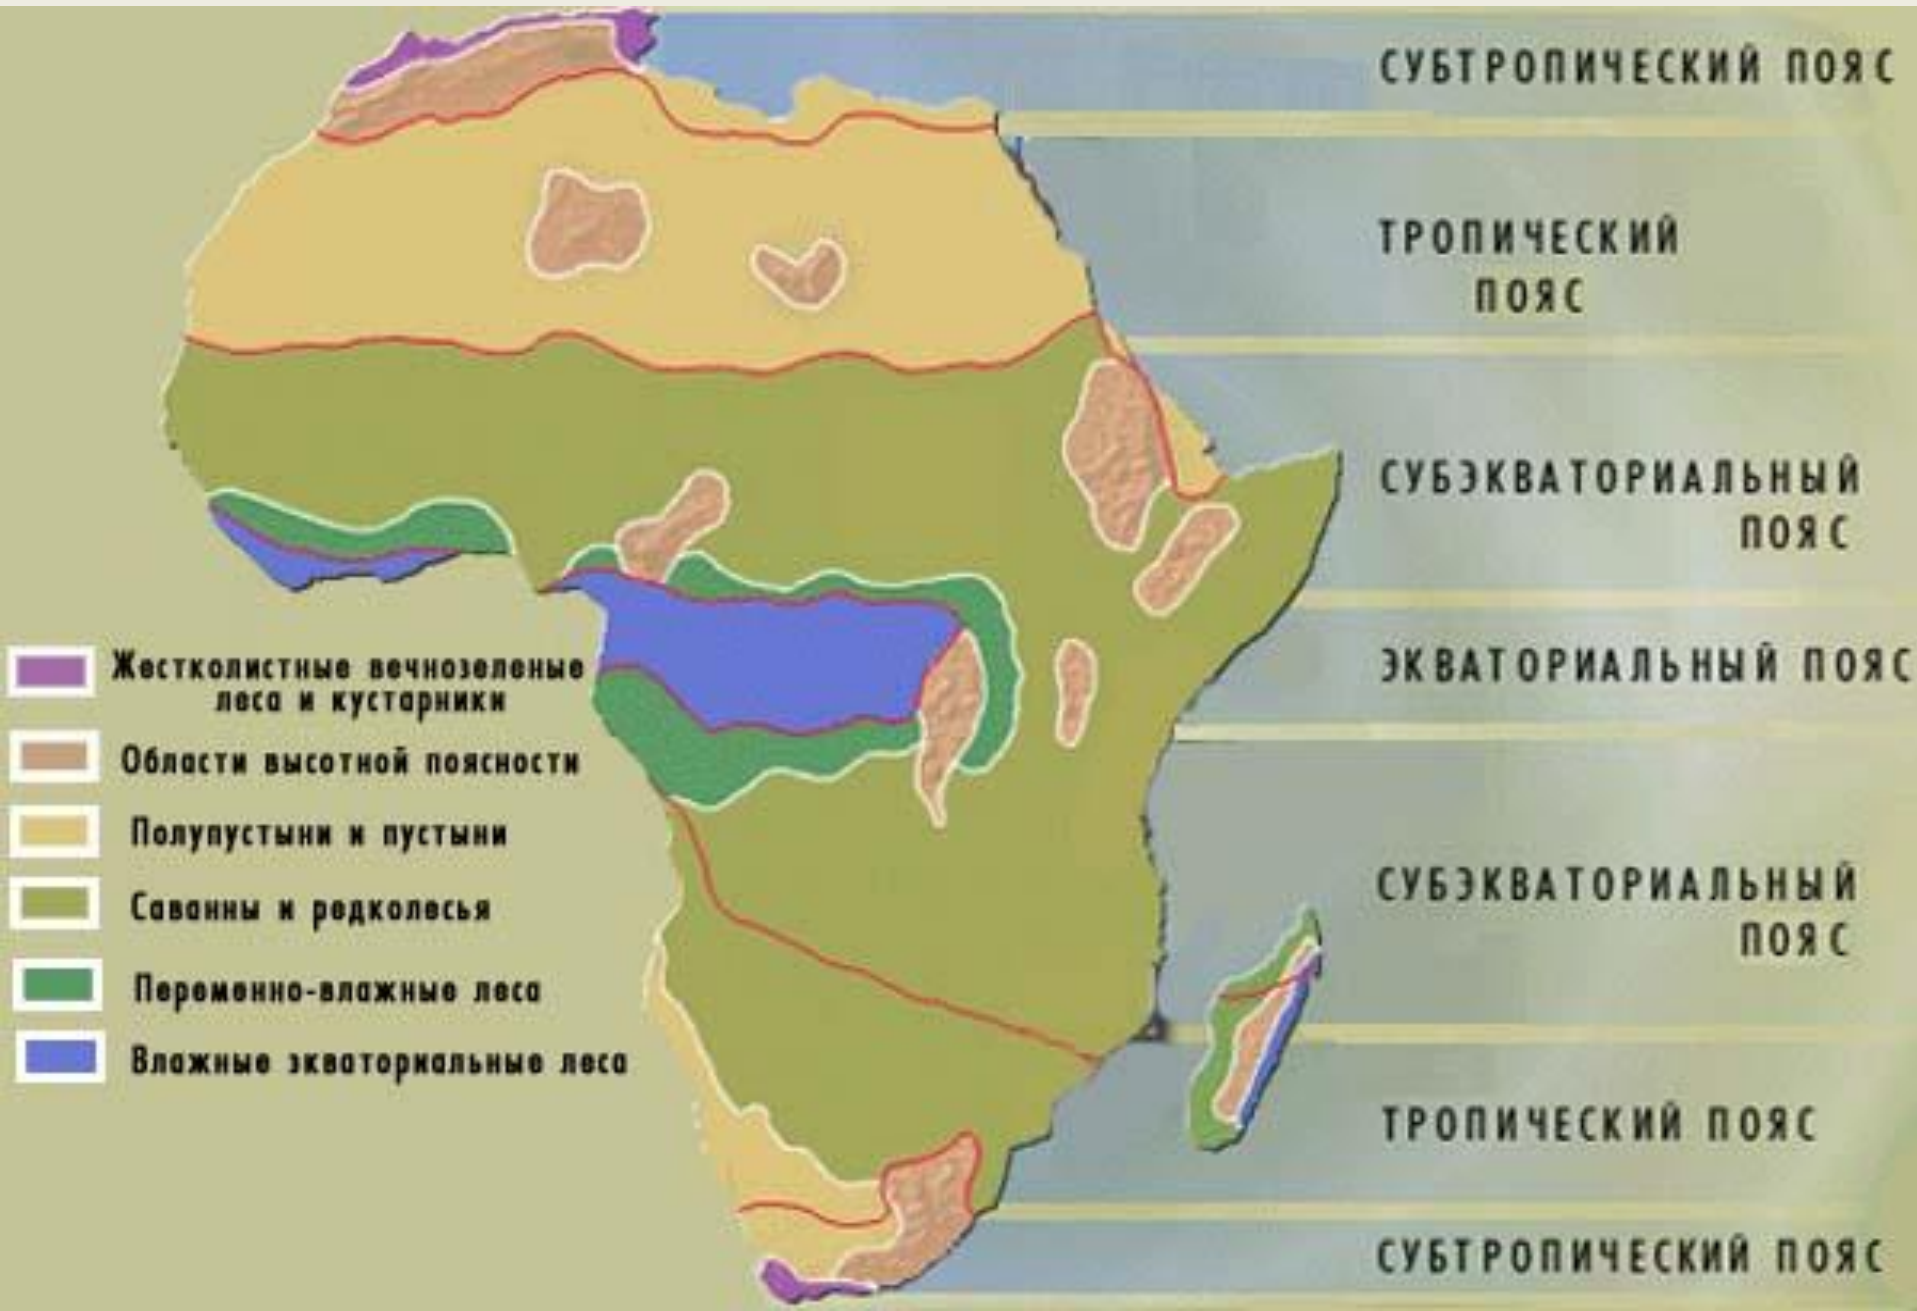 СУБТРОПИЧЕСКИЙ ПОЯС
ТРОПИЧЕСКИЙ
ПОЯС
СУБЭКВАТОРИАЛЬНЫЙ
ПОЯС
ЭКВАТОРИАЛЬНЫЙ ПОЯС
СУБЭКВАТОРИАЛЬНЫЙ
ПОЯС
ТРОПИЧЕСКИЙ ПОЯС
СУБТРОПИЧЕСКИЙ ПОЯС
Жестколистные вечнозеленые
леса и кустарники
Области высотной поясности
Полупустыни и пустыни
Саванны и редколесья
Переменно-влажные леса
Влажные экваториальные леса